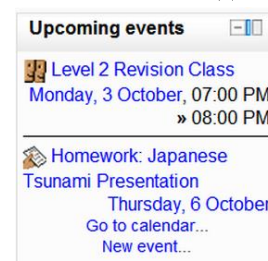 Upcoming events
Level 2 Revision Class
Monday, 3 October, 07:00 PM
» 08:00 PM
Homework: Japanese
Tsunami Presentation
Thursday, 6 October
Go to calendar...
New event...